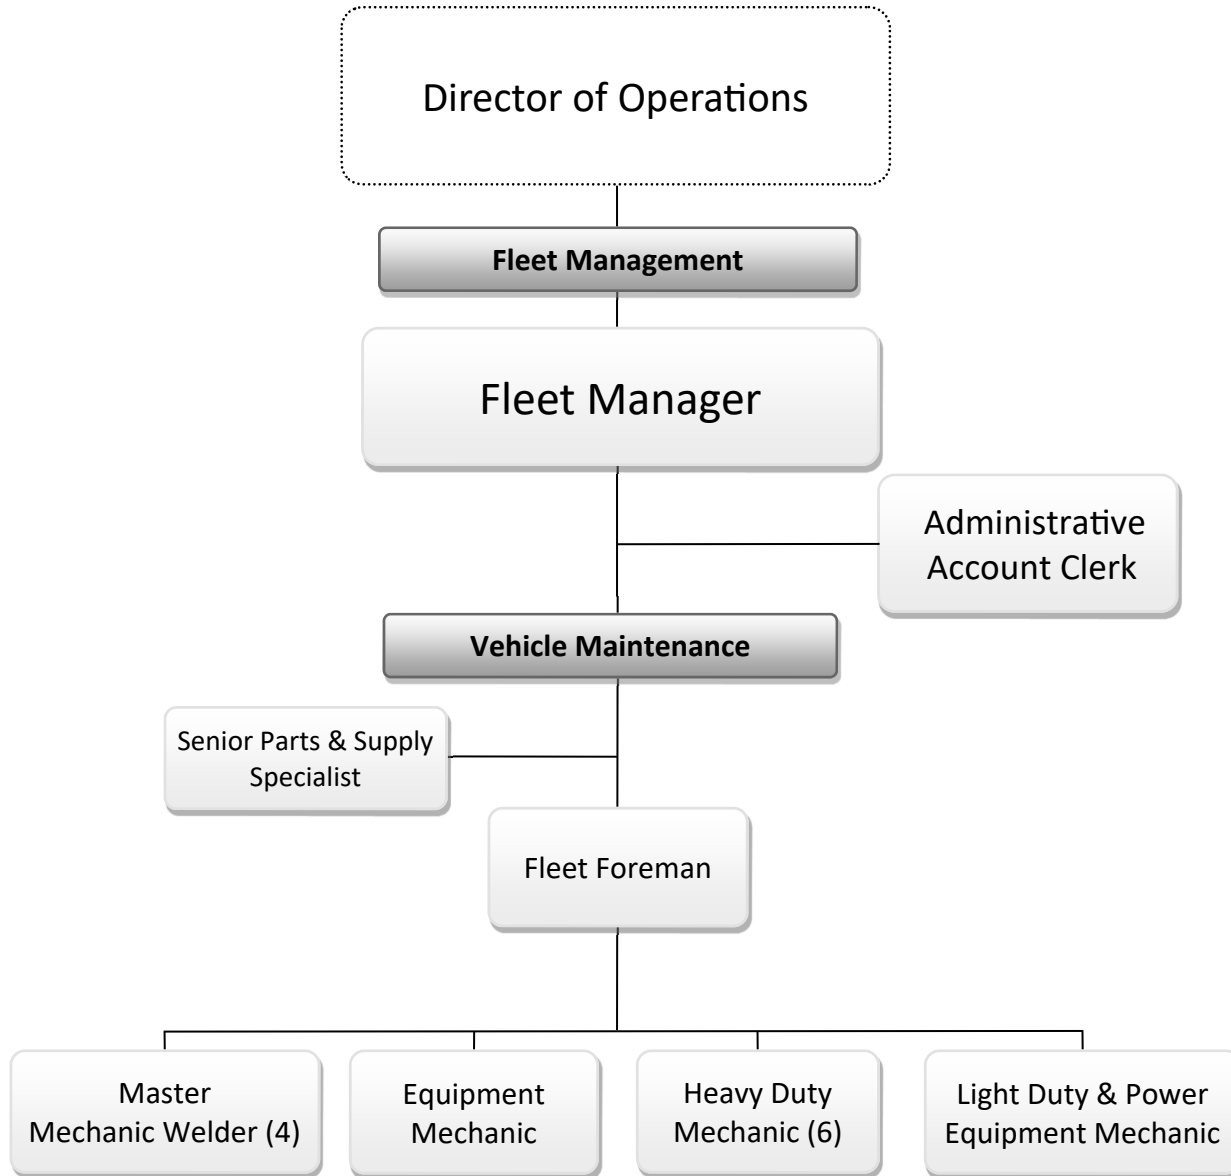 Director of Operations
Fleet Management
Fleet Manager
Administrative
Account Clerk
Vehicle Maintenance
Senior Parts & Supply
Specialist
Fleet Foreman
Master
Mechanic Welder (4)
Equipment
Mechanic
Heavy Duty
Mechanic (6)
Light Duty & Power
Equipment Mechanic